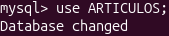 mysql> use ARTICULOS;
Database changed